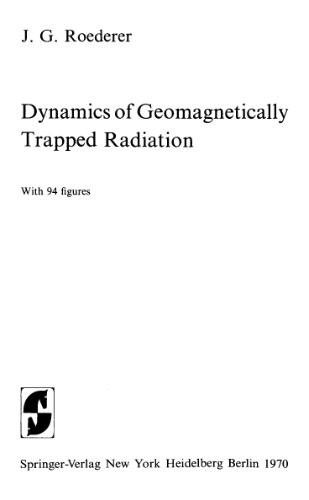 J. G. Roederer
Dynamics of Geomagnetically
Trapped Radiation
With 94 figures
Springer-Verlag New York Heidelberg Berlin 1970